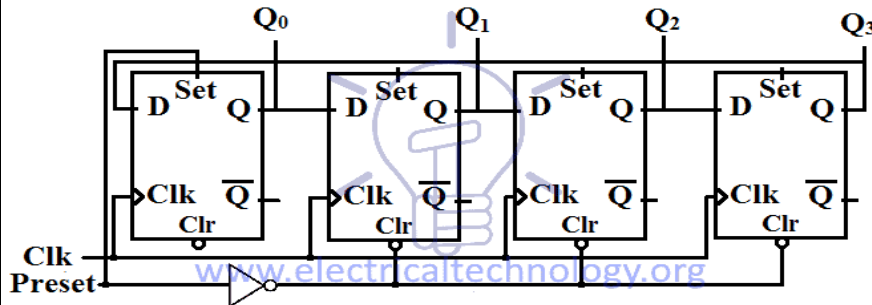 Q0 Q1 Q2 Q3
Set Set Set Set
D Q D Q D Q D Q
Clk Q̅ Clk Q̅ Clk Q̅ Clk Q̅
Clr Clr Clr Clr
Clk
Preset
www.electricaltechnology.org